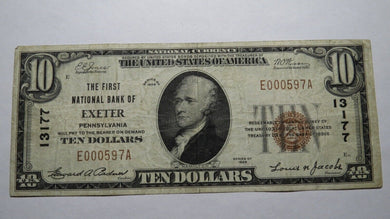 NATIONAL CURRENCY
THE UNITED STATES OF AMERICA
10
10
THE FIRST
NATIONAL BANK OF
EXETER
PENNSYLVANIA
WILL PAY TO THE BEARER ON DEMAND
TEN DOLLARS
E000597A
E000597A
13177
13177
TEN
SERIES OF
TEN DOLLARS
10
10